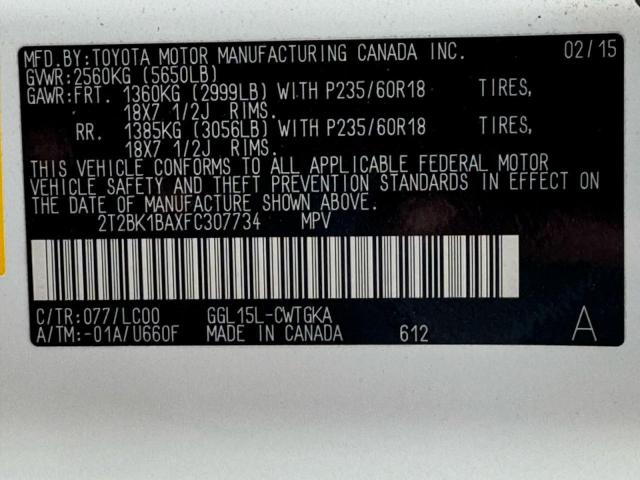 MFD.BY:TOYOTA MOTOR MANUFACTURING CANADA INC. 02/15
GVWR:2560KG (5650LB)
GAWR:FRT. 1360KG (2999LB) WITH P235/60R18 TIRES,
18X7 1/2J RIMS.
RR. 1385KG (3056LB) WITH P235/60R18 TIRES,
18X7 1/2J RIMS.
THIS VEHICLE CONFORMS TO ALL APPLICABLE FEDERAL MOTOR
VEHICLE SAFETY AND THEFT PREVENTION STANDARDS IN EFFECT ON
THE DATE OF MANUFACTURE SHOWN ABOVE.
2T2BK1BAXFC307734 MPV
C/TR:077/LC00 GGL15L-CWTGKA
A/TM:-01A/U660F MADE IN CANADA 612 A